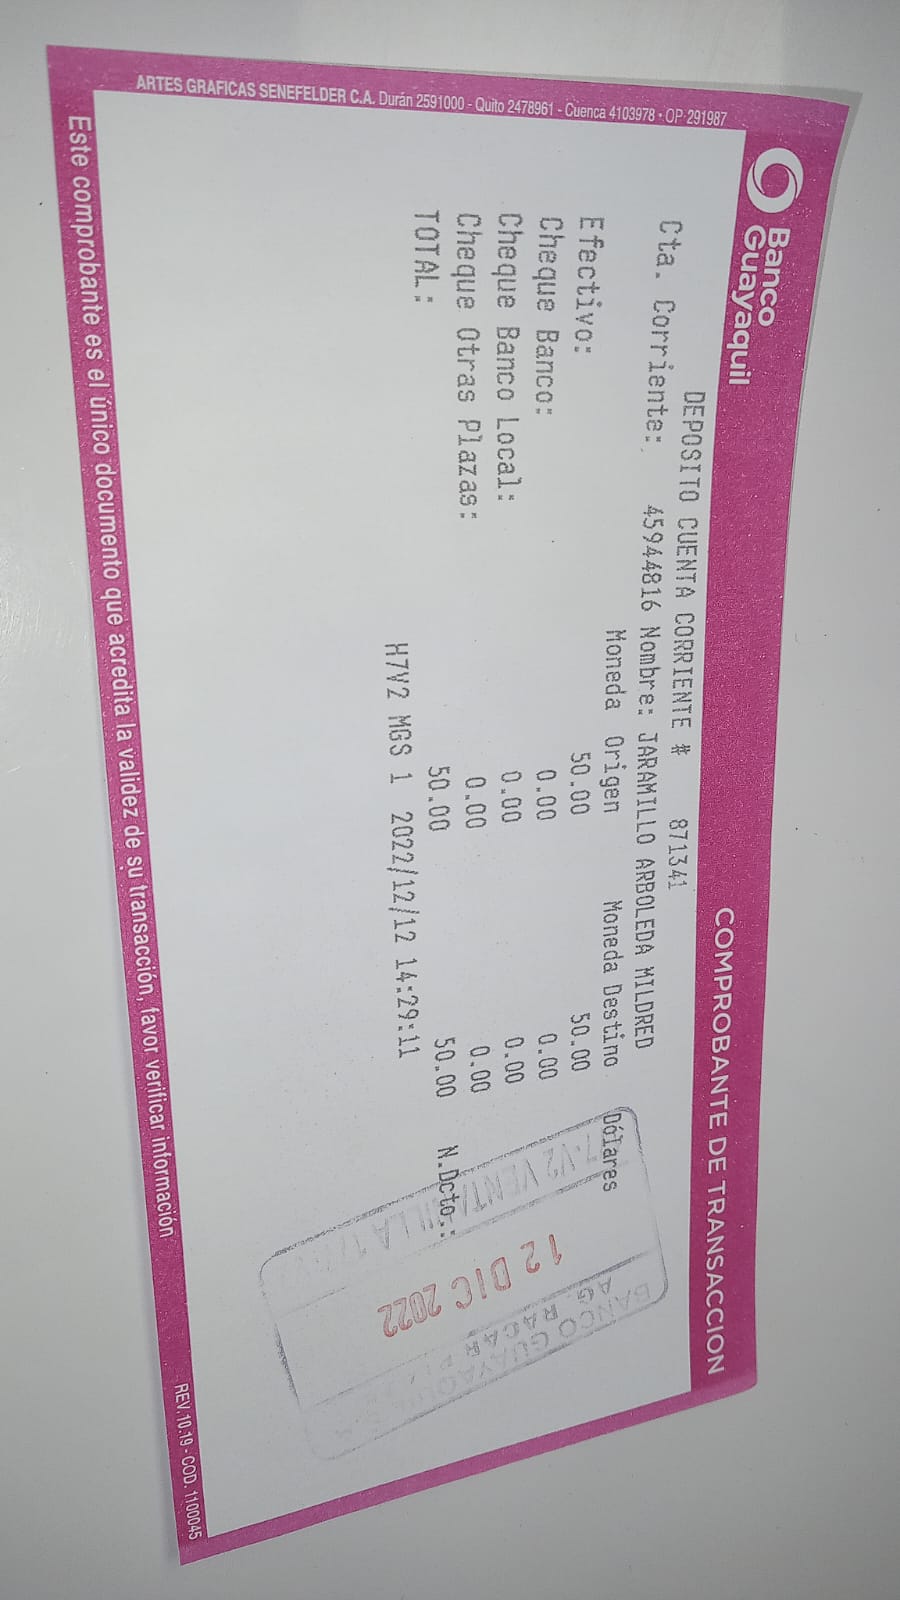 ARTES GRAFICAS SENEFELDER C.A. Durán 2591000 - Quito 2478961 - Cuenca 4103978 • OP 291987
Banco
Guayaquil
COMPROBANTE DE TRANSACCION
DEPOSITO CUENTA CORRIENTE # 871341
Cta. Corriente: 45944816 Nombre: JARAMILLO ARBOLEDA MILDRED
Moneda Origen Moneda Destino Dólares
Efectivo: 50.00 50.00
Cheque Banco: 0.00 0.00
Cheque Banco Local: 0.00 0.00
Cheque Otras Plazas: 0.00 0.00
TOTAL: 50.00 50.00 N.Dcto.:
H7V2 MGS 1 2022/12/12 14:29:11
BANCO GUAYAQUIL
AG. RACAR
12 DIC 2022
VENTANILLA
Este comprobante es el único documento que acredita la validez de su transacción, favor verificar información
REV.10.19 - COD. 1100045